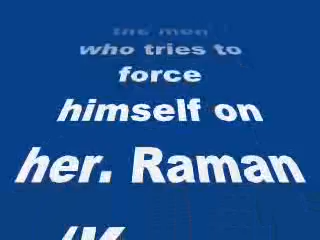 the men
who tries to
force
himself on
her. Raman